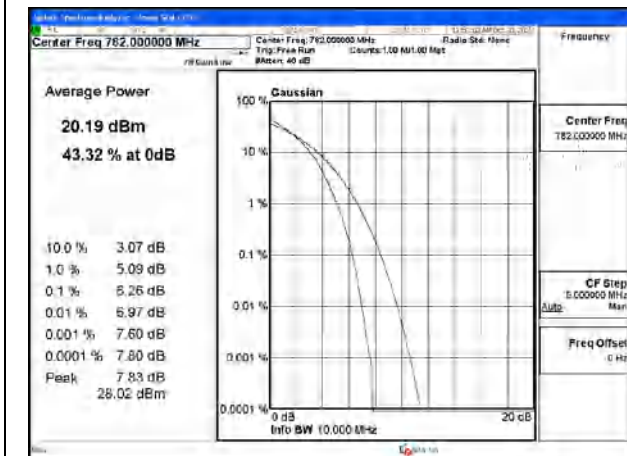 Center Freq 782.000000 MHz
Center Freq: 782.000000 MHz
Radio Std: None
Trig: Free Run
Counts: 1.00 M/1.00 Mpt
#Atten: 40 dB
Frequency
Average Power
20.19 dBm
43.32 % at 0dB
10.0 % 3.07 dB
1.0 % 5.09 dB
0.1 % 6.26 dB
0.01 % 6.97 dB
0.001 % 7.60 dB
0.0001 % 7.80 dB
Peak 7.83 dB
28.02 dBm
Gaussian
100 %
10 %
1 %
0.1 %
0.01 %
0.001 %
0.0001 %
0 dB
20 dB
Info BW 10.000 MHz
Center Freq
782.000000 MHz
CF Step
5.000000 MHz
Auto Man
Freq Offset
0 Hz